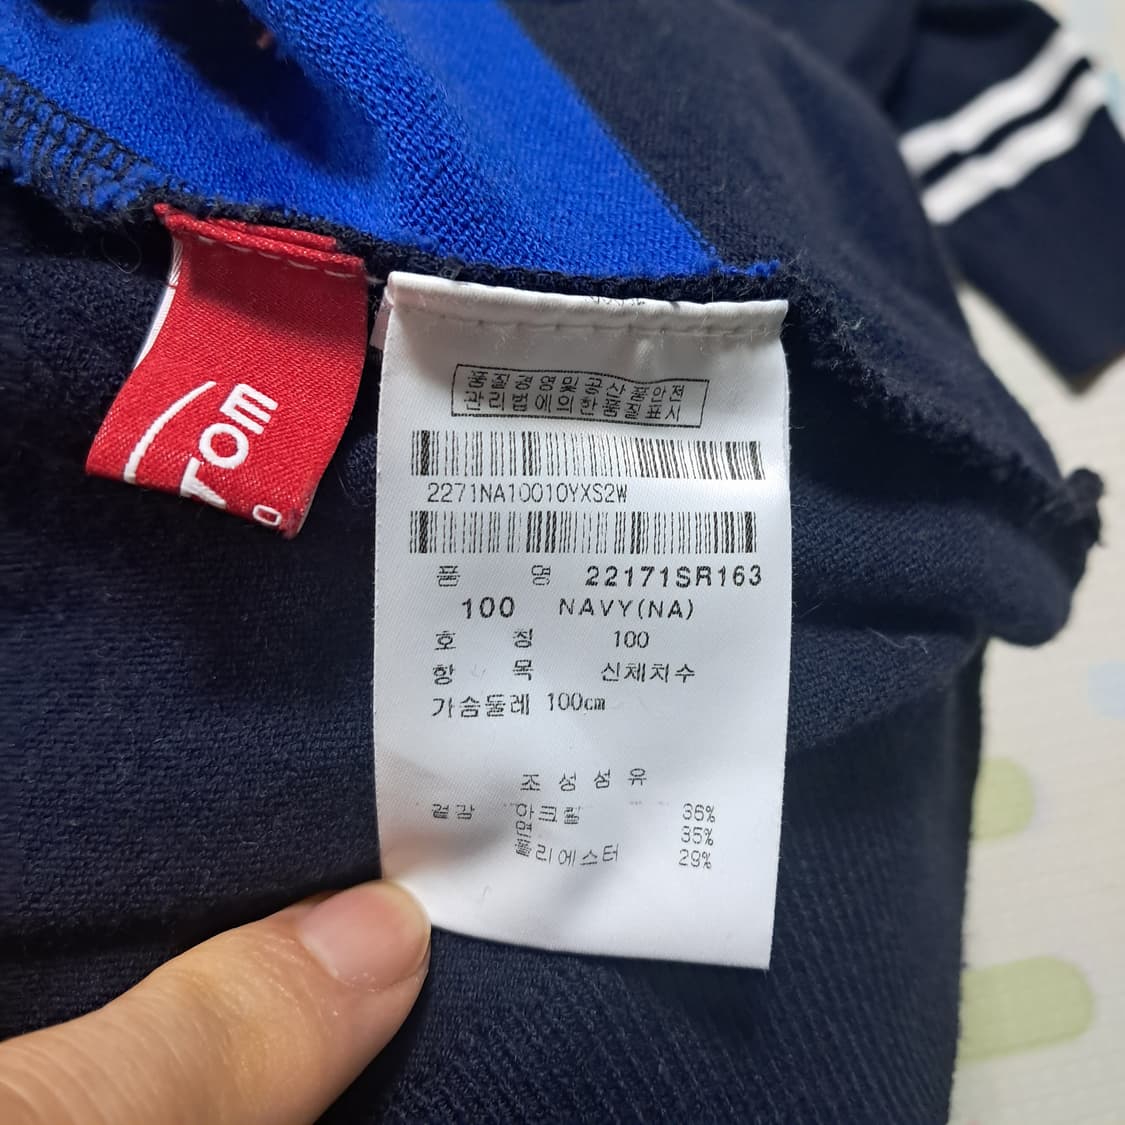 TOM
품질경영및공산품안전
관리법에의한품질표시
2271NA10010YXS2W
품 명 22171SR163
100 NAVY(NA)
호 칭 100
항 목 신체치수
가슴둘레 100cm
조성섬유
겉감 아크릴 36%
면 35%
폴리에스터 29%